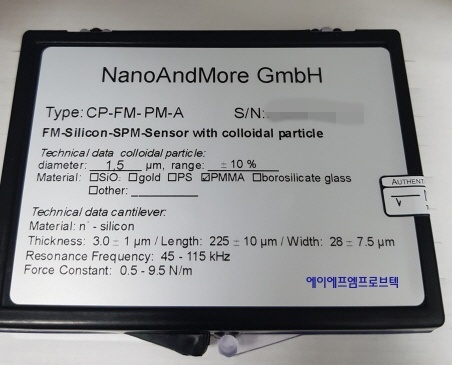 NanoAndMore GmbH
Type: CP-FM-PM-A S/N:
FM-Silicon-SPM-Sensor with colloidal particle
Technical data colloidal particle:
diameter: 1,5 µm, range: ± 10 %
Material: ☐SiO. ☐gold ☐PS ☑PMMA ☐borosilicate glass
☐other:
AUTHENT
Technical data cantilever:
Material: n⁺ - silicon
Thickness: 3.0 ± 1 µm / Length: 225 ± 10 µm / Width: 28 ± 7.5 µm
Resonance Frequency: 45 - 115 kHz
Force Constant: 0.5 - 9.5 N/m
에이에프엠프로브텍